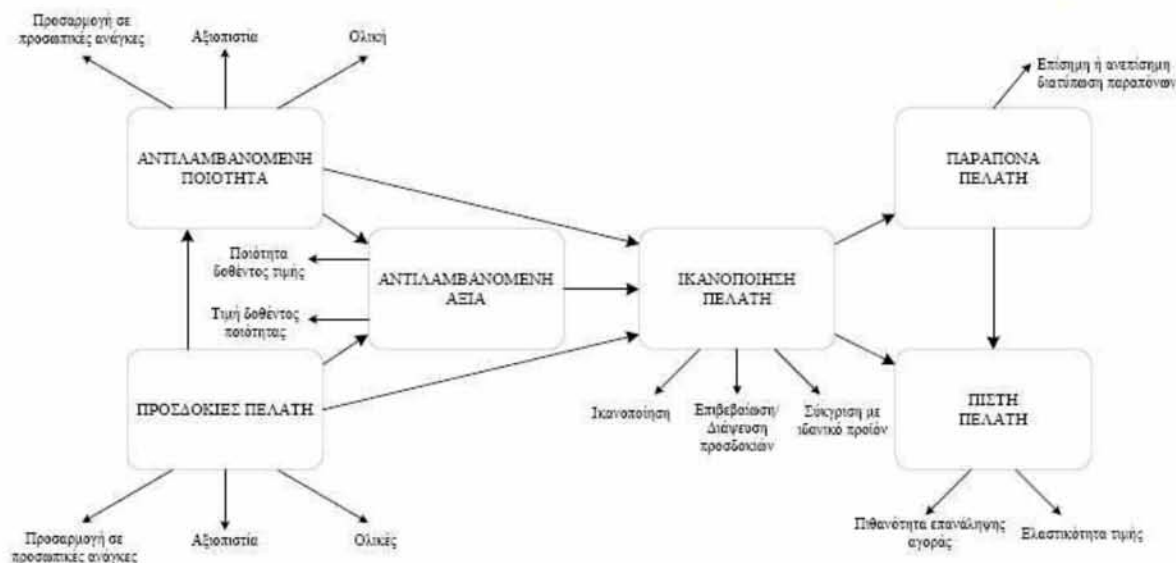 Προσαρμογή σε
προσωπικές ανάγκες
Αξιοπιστία
Ολική
Επίσημη ή ανεπίσημη
διατύπωση παραπόνων
ΑΝΤΙΛΑΜΒΑΝΟΜΕΝΗ
ΠΟΙΟΤΗΤΑ
ΠΑΡΑΠΟΝΑ
ΠΕΛΑΤΗ
Ποιότητα
δοθέντος τιμής
ΑΝΤΙΛΑΜΒΑΝΟΜΕΝΗ
ΑΞΙΑ
ΙΚΑΝΟΠΟΙΗΣΗ
ΠΕΛΑΤΗ
Τιμή δοθέντος
ποιότητας
ΠΡΟΣΔΟΚΙΕΣ ΠΕΛΑΤΗ
Ικανοποίηση
Επιβεβαίωση/
Διάψευση
προσδοκιών
Σύκγριση με
ιδανικό προϊόν
ΠΙΣΤΗ
ΠΕΛΑΤΗ
Προσαρμογή σε
προσωπικές ανάγκες
Αξιοπιστία
Ολικές
Πιθανότητα επανάληψης
αγοράς
Ελαστικότητα τιμής